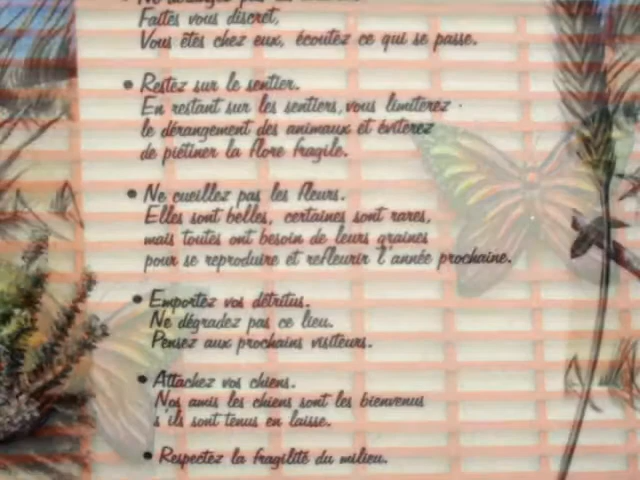 Faites vous discret,
Vous êtes chez eux, écoutez ce qui se passe.
• Restez sur le sentier.
En restant sur les sentiers, vous limiterez
le dérangement des animaux et éviterez
de piétiner la flore fragile.
• Ne cueillez pas les fleurs.
Elles sont belles, certaines sont rares,
mais toutes ont besoin de leurs graines
pour se reproduire et refleurir l'année prochaine.
• Emportez vos détritus.
Ne dégradez pas ce lieu.
Pensez aux prochains visiteurs.
• Attachez vos chiens.
Nos amis les chiens sont les bienvenus
s'ils sont tenus en laisse.
• Respectez la fragilité du milieu.